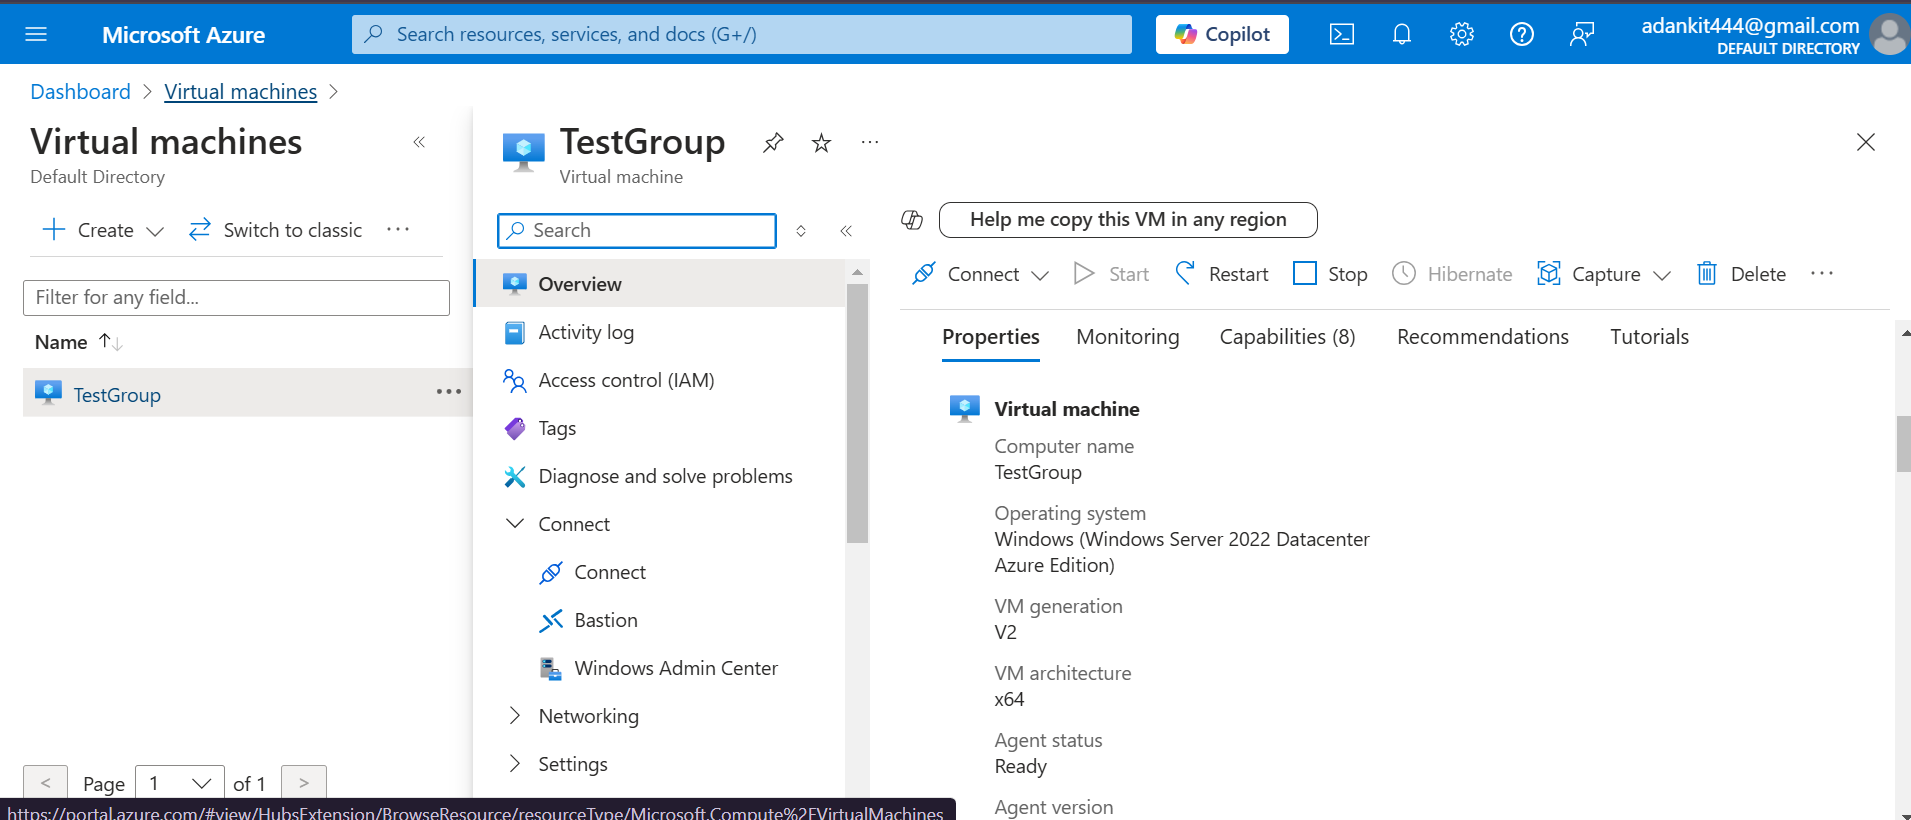 Microsoft Azure
Search resources, services, and docs (G+/)
Copilot
adankit444@gmail.com
DEFAULT DIRECTORY
Dashboard
Virtual machines
Virtual machines
Default Directory
Create
Switch to classic
Filter for any field...
Name
TestGroup
Page 1 of 1
TestGroup
Virtual machine
Search
Overview
Activity log
Access control (IAM)
Tags
Diagnose and solve problems
Connect
Connect
Bastion
Windows Admin Center
Networking
Settings
Help me copy this VM in any region
Connect
Start
Restart
Stop
Hibernate
Capture
Delete
Properties
Monitoring
Capabilities (8)
Recommendations
Tutorials
Virtual machine
Computer name
TestGroup
Operating system
Windows (Windows Server 2022 Datacenter
Azure Edition)
VM generation
V2
VM architecture
x64
Agent status
Ready
Agent version
https://portal.azure.com/#view/HubsExtension/BrowseResource/resourceType/Microsoft.Compute%2FVirtualMachines